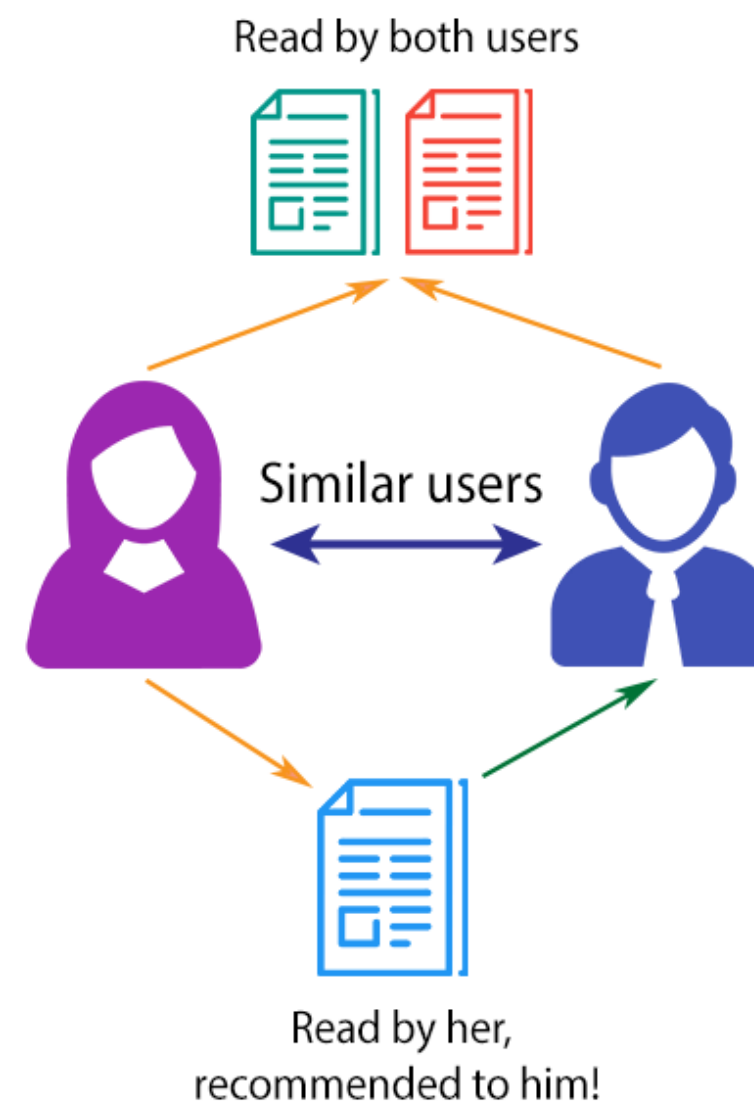 Read by both users
Similar users
Read by her,
recommended to him!